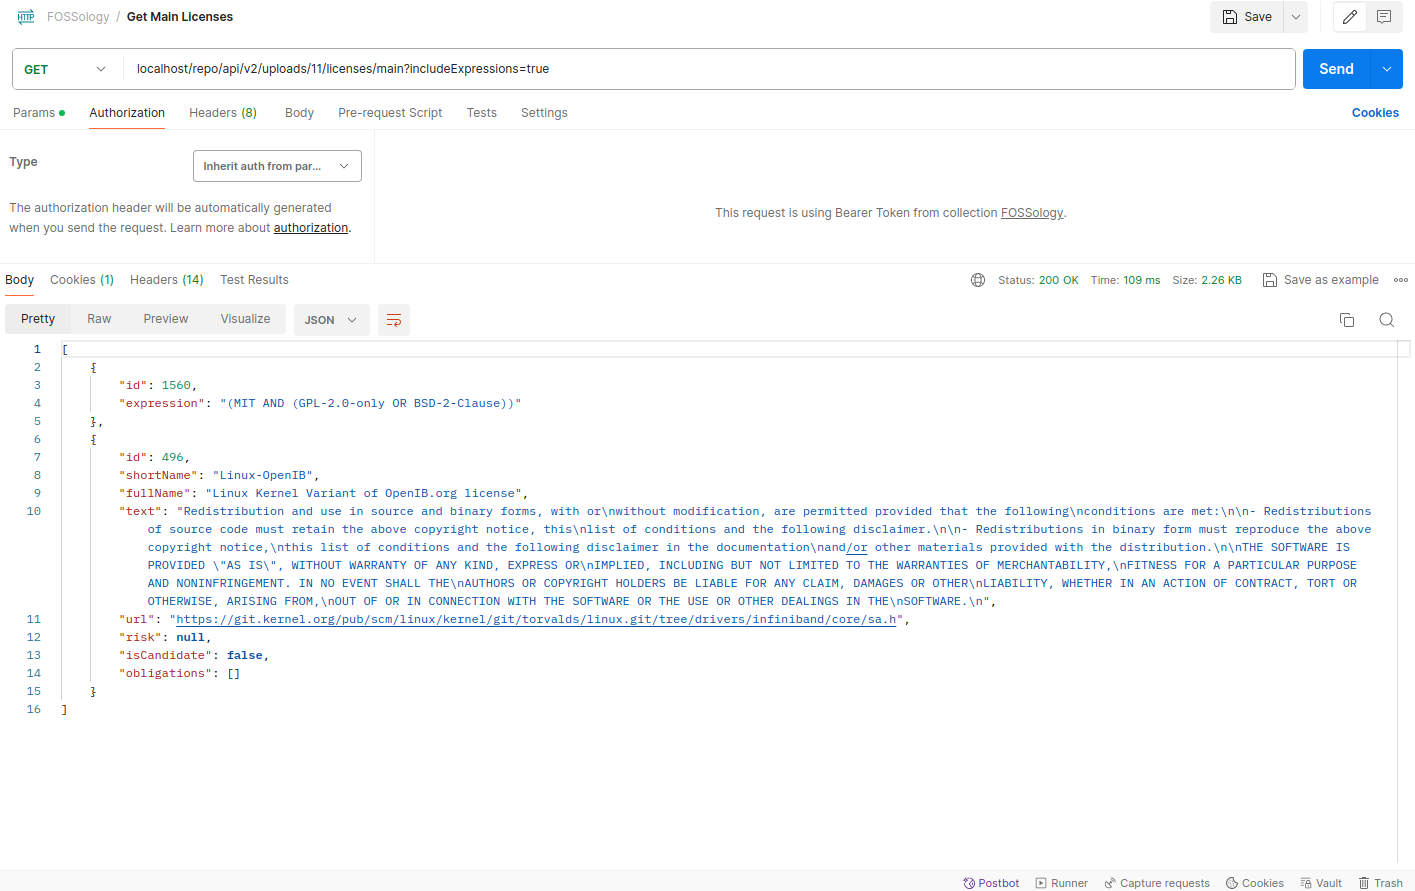 HTTP FOSSology / Get Main Licenses Save
GET localhost/repo/api/v2/uploads/11/licenses/main?includeExpressions=true Send
Params Authorization Headers (8) Body Pre-request Script Tests Settings Cookies
Type Inherit auth from par...
The authorization header will be automatically generated
when you send the request. Learn more about authorization.
This request is using Bearer Token from collection FOSSology.
Body Cookies (1) Headers (14) Test Results Status: 200 OK Time: 109 ms Size: 2.26 KB Save as example
Pretty Raw Preview Visualize JSON
1 [
2 {
3 "id": 1560,
4 "expression": "(MIT AND (GPL-2.0-only OR BSD-2-Clause))"
5 },
6 {
7 "id": 496,
8 "shortName": "Linux-OpenIB",
9 "fullName": "Linux Kernel Variant of OpenIB.org license",
10 "text": "Redistribution and use in source and binary forms, with or\nwithout modification, are permitted provided that the following\nconditions are met:\n\n- Redistributions
of source code must retain the above copyright notice, this\nlist of conditions and the following disclaimer.\n\n- Redistributions in binary form must reproduce the above
copyright notice,\nthis list of conditions and the following disclaimer in the documentation\nand/or other materials provided with the distribution.\n\nTHE SOFTWARE IS
PROVIDED \"AS IS\", WITHOUT WARRANTY OF ANY KIND, EXPRESS OR\nIMPLIED, INCLUDING BUT NOT LIMITED TO THE WARRANTIES OF MERCHANTABILITY,\nFITNESS FOR A PARTICULAR PURPOSE
AND NONINFRINGEMENT. IN NO EVENT SHALL THE\nAUTHORS OR COPYRIGHT HOLDERS BE LIABLE FOR ANY CLAIM, DAMAGES OR OTHER\nLIABILITY, WHETHER IN AN ACTION OF CONTRACT, TORT OR
OTHERWISE, ARISING FROM,\nOUT OF OR IN CONNECTION WITH THE SOFTWARE OR THE USE OR OTHER DEALINGS IN THE\nSOFTWARE.\n",
11 "url": "https://git.kernel.org/pub/scm/linux/kernel/git/torvalds/linux.git/tree/drivers/infiniband/core/sa.h",
12 "risk": null,
13 "isCandidate": false,
14 "obligations": []
15 }
16 ]
Postbot Runner Capture requests Cookies Vault Trash